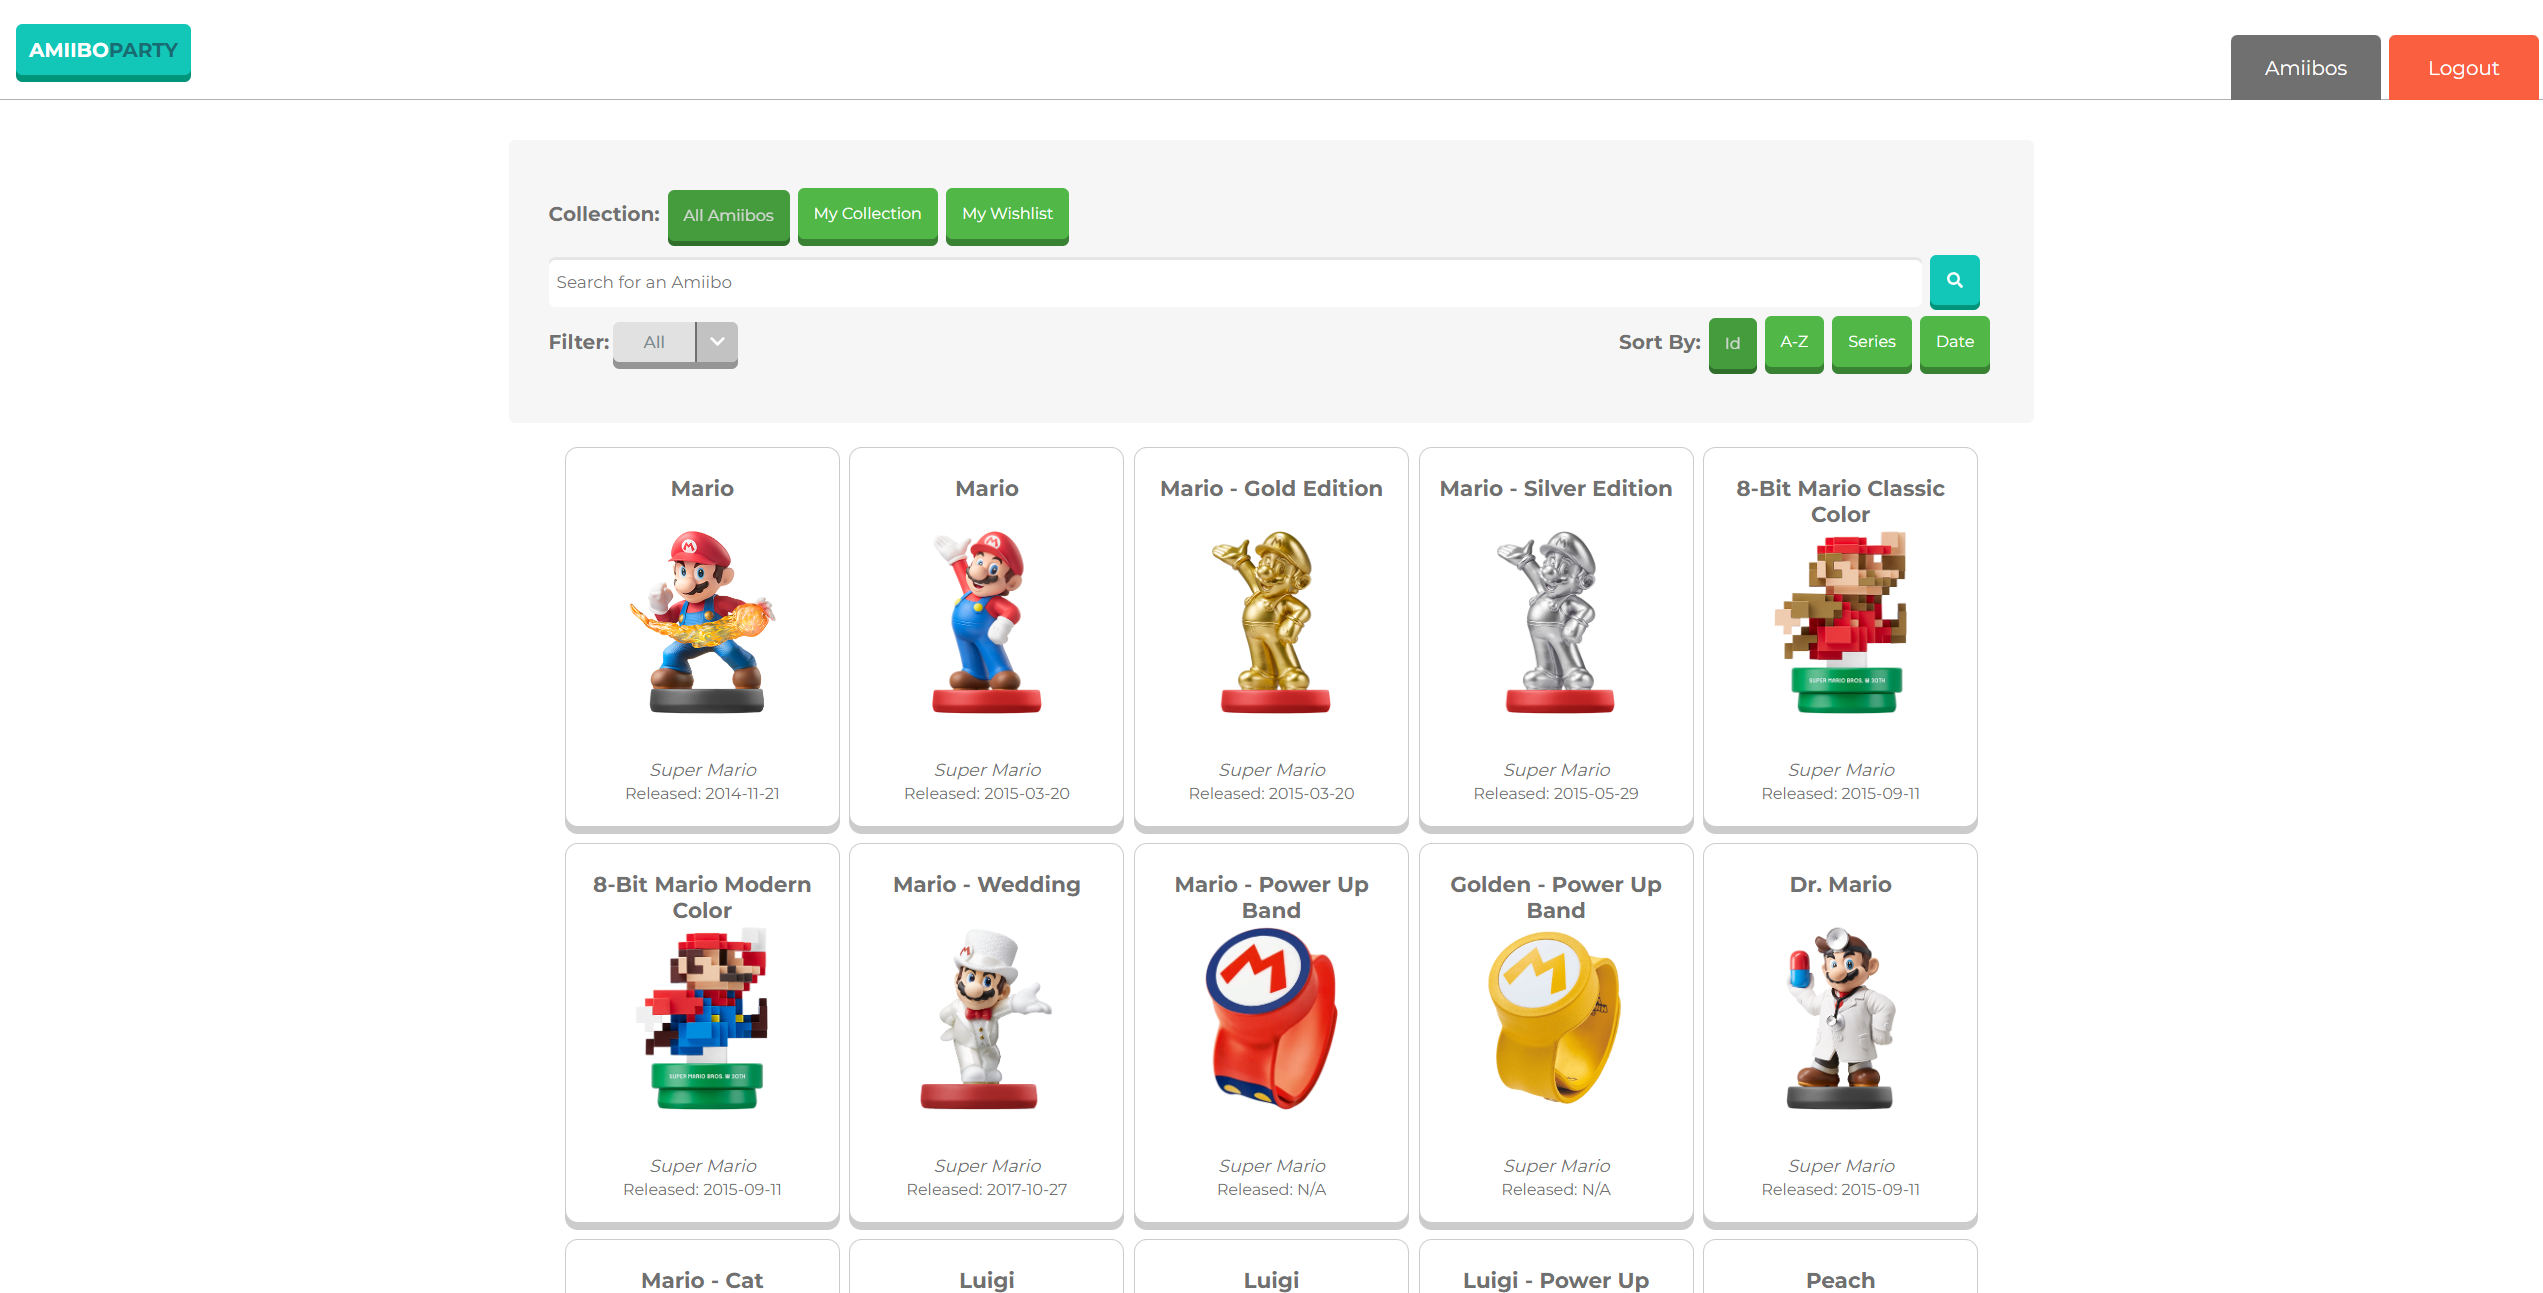 AMIIBOPARTY
Amiibos
Logout
Collection:
All Amiibos
My Collection
My Wishlist
Search for an Amiibo
Filter:
All
Sort By:
Id
A-Z
Series
Date
Mario
Super Mario
Released: 2014-11-21
Mario
Super Mario
Released: 2015-03-20
Mario - Gold Edition
Super Mario
Released: 2015-03-20
Mario - Silver Edition
Super Mario
Released: 2015-05-29
8-Bit Mario Classic
Color
SUPER MARIO BROS. 30TH
Super Mario
Released: 2015-09-11
8-Bit Mario Modern
Color
SUPER MARIO BROS. 30TH
Super Mario
Released: 2015-09-11
Mario - Wedding
Super Mario
Released: 2017-10-27
Mario - Power Up
Band
M
Super Mario
Released: N/A
Golden - Power Up
Band
M
Super Mario
Released: N/A
Dr. Mario
Super Mario
Released: 2015-09-11
Mario - Cat
Luigi
Luigi
Luigi - Power Up
Peach